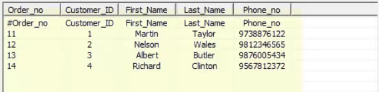 Order_no Customer_ID First_Name Last_Name Phone_no
#Order_no Customer_ID First_Name Last_Name Phone_no
11 1 Martin Taylor 9738876122
12 2 Nelson Wales 9812346565
13 3 Albert Butler 9876005434
14 4 Richard Clinton 9567812372